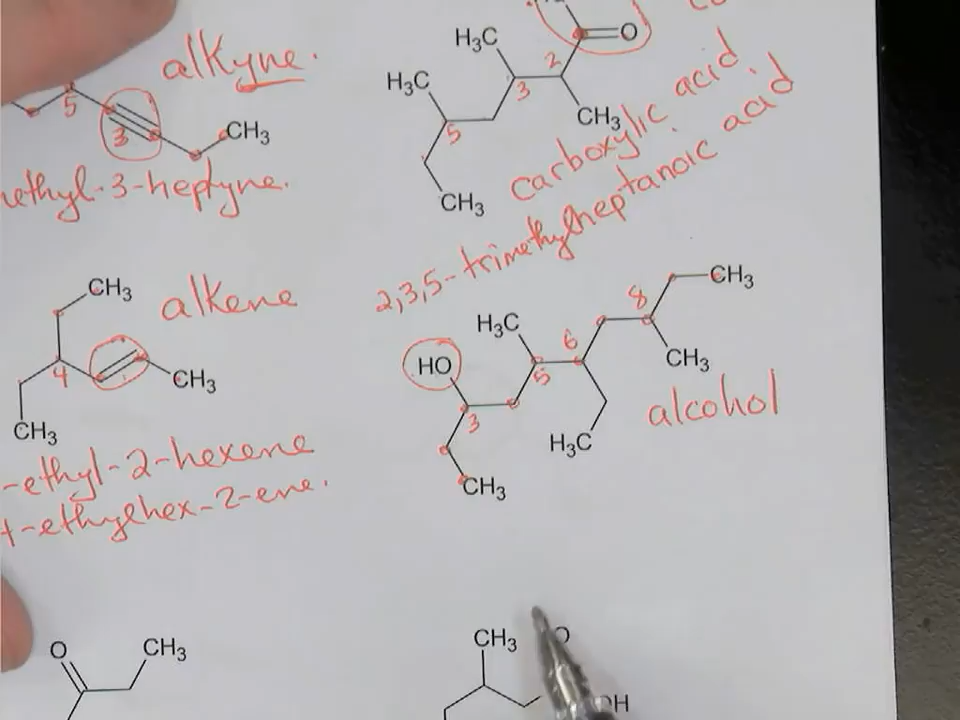 alkyne.
5
3
CH3
ethyl-3-heptyne.
H3C
O
2
H3C
3
CH3
5
CH3
carboxylic acid
2,3,5-trimethylheptanoic acid
CH3
alkene
4
CH3
CH3
-ethyl-2-hexene
-ethylhex-2-ene.
CH3
8
H3C
6
HO
5
CH3
3
alcohol
H3C
CH3
O
CH3
CH3
O
OH